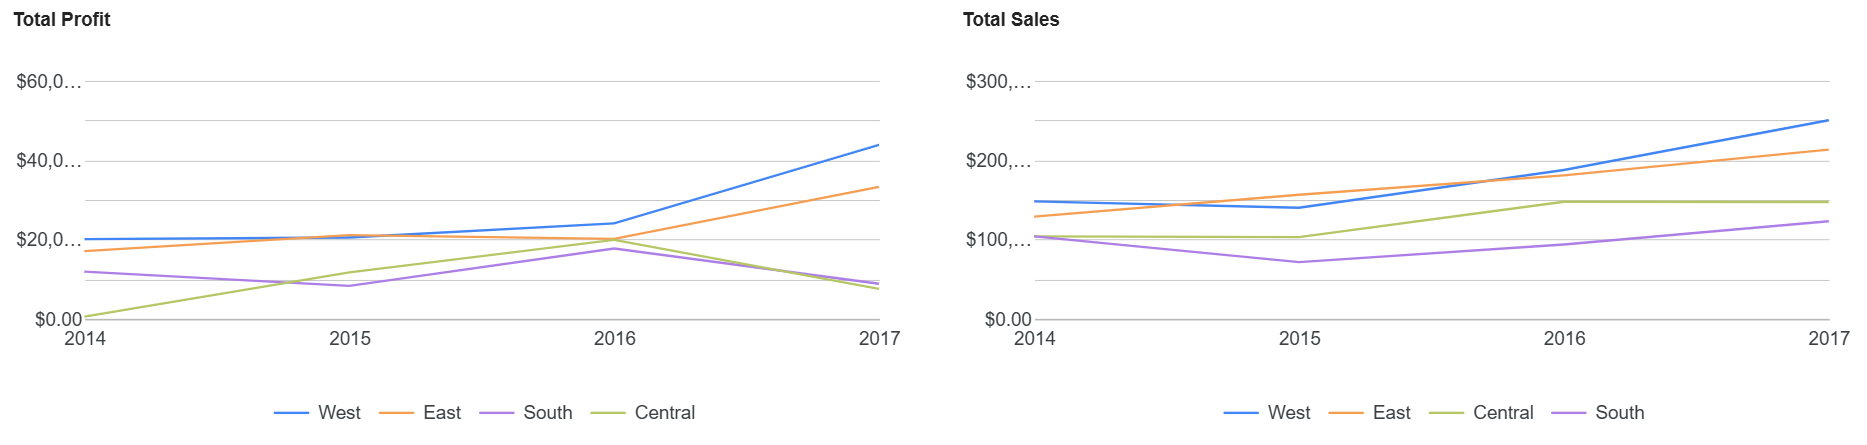 Total Profit
$60,0...
$40,0...
$20,0...
$0.00
2014 2015 2016 2017
West East South Central
Total Sales
$300,...
$200,...
$100,...
$0.00
2014 2015 2016 2017
West East Central South